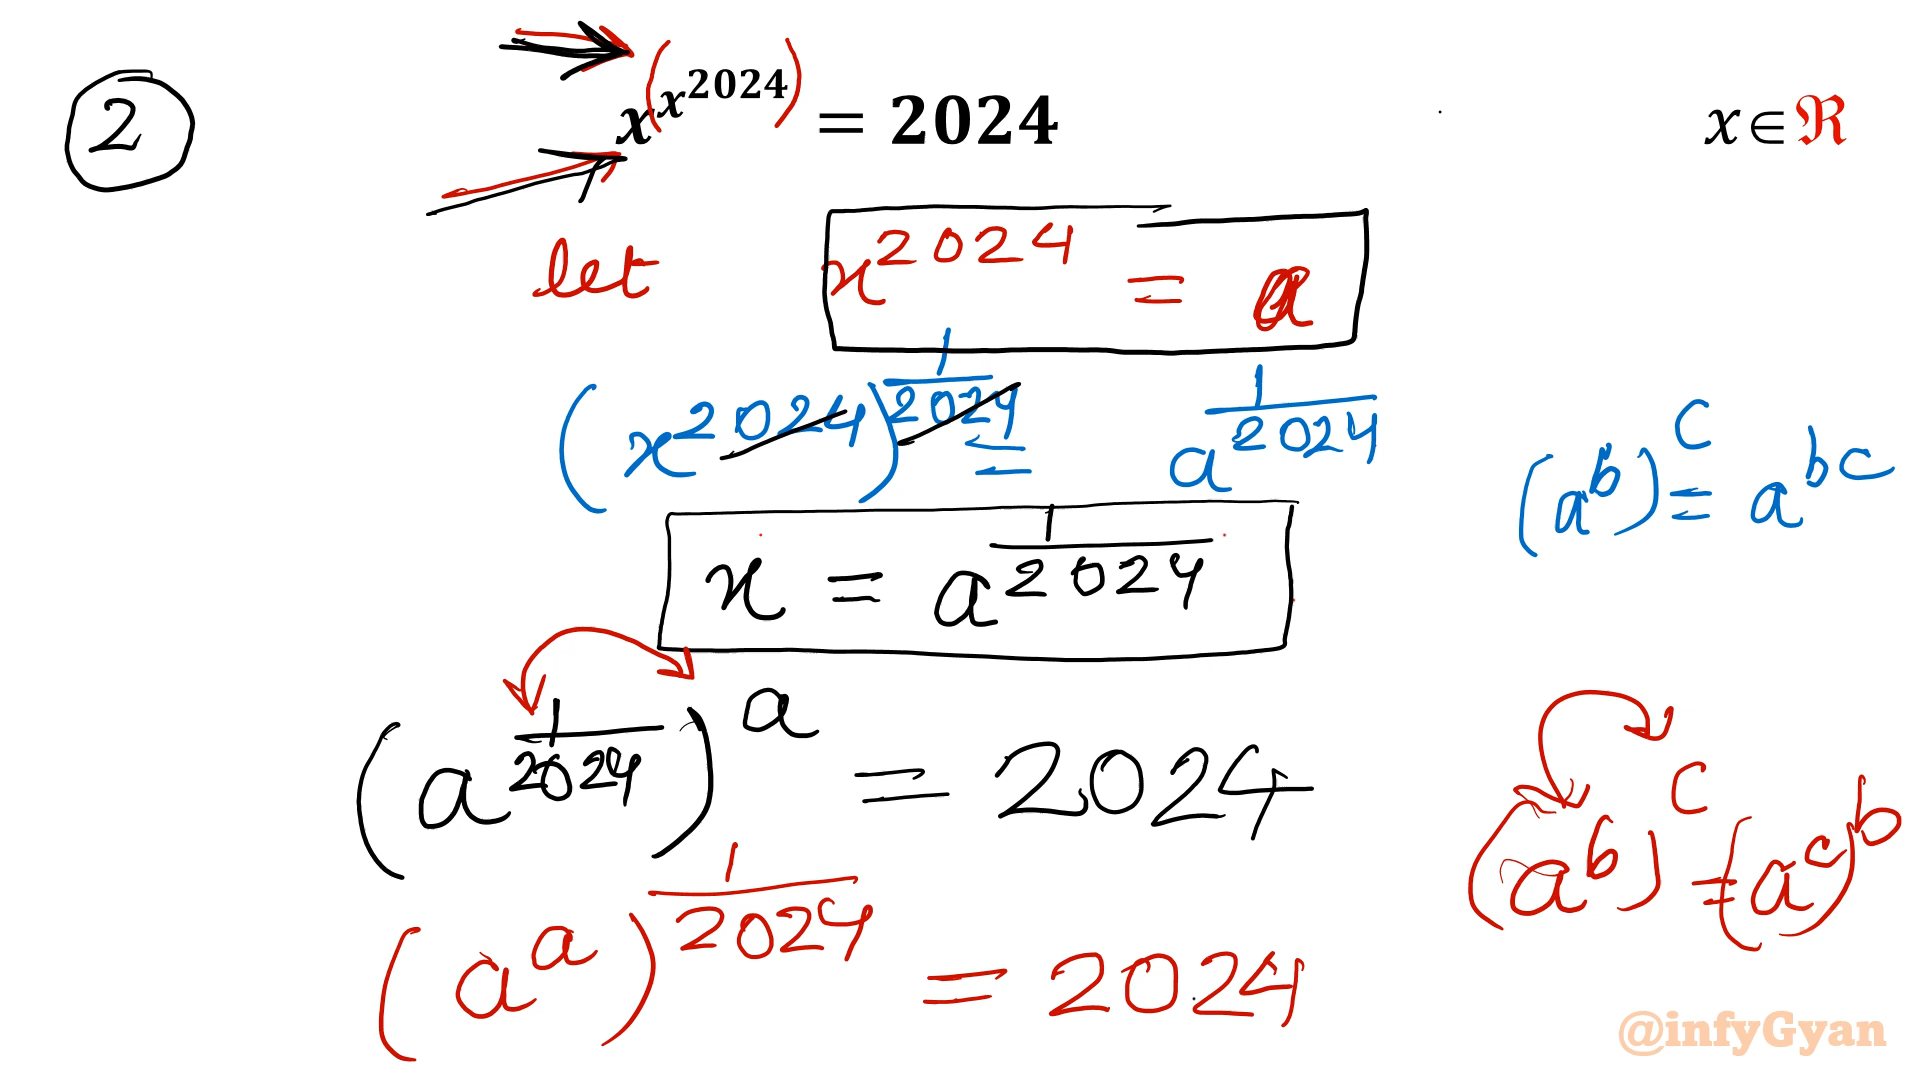 2
x^(x^2024) = 2024
x∈ℜ
let x^2024 = a
(x^2024)^(1/2024) = a^(1/2024)
(a^b)^c = a^bc
x = a^(1/2024)
(a^(1/2024))^a = 2024
(a^b)^c = (a^c)^b
(a^a)^(1/2024) = 2024
@infyGyan